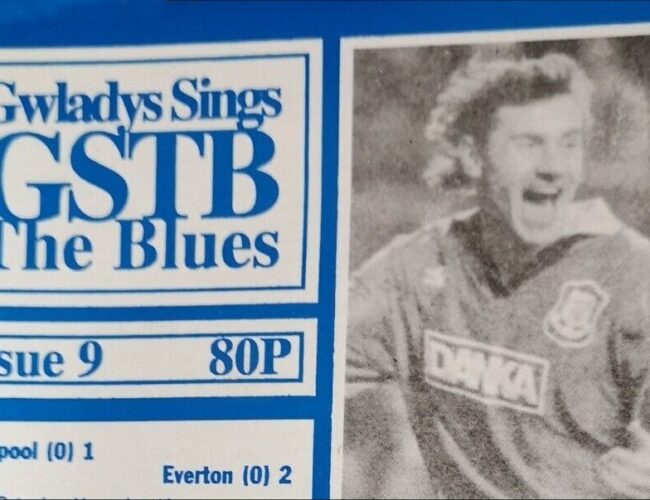 Gwladys Sings
GSTB
The Blues
sue 9
80P
pool (0) 1
Everton (0) 2
DANKA